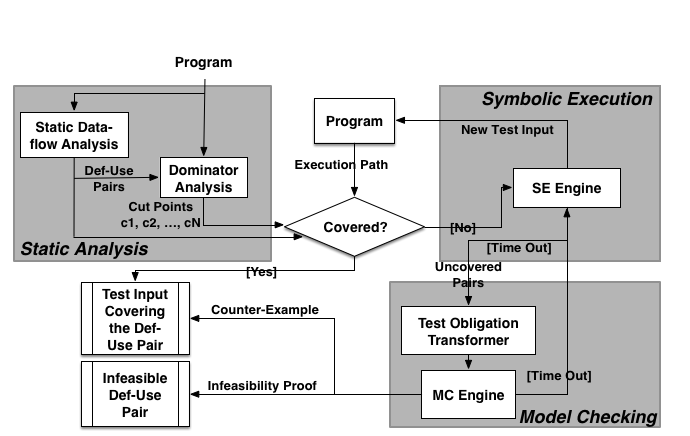 Program
Symbolic Execution
Static Data-
flow Analysis
Program
New Test Input
Def-Use
Pairs
Dominator
Analysis
Execution Path
SE Engine
Cut Points
c1, c2, ..., cN
Covered?
[No]
Static Analysis
[Time Out]
Uncovered
Pairs
[Yes]
Test Input
Covering
the Def-
Use Pair
Counter-Example
Test Obligation
Transformer
Infeasible
Def-Use
Pair
Infeasibility Proof
MC Engine
[Time Out]
Model Checking